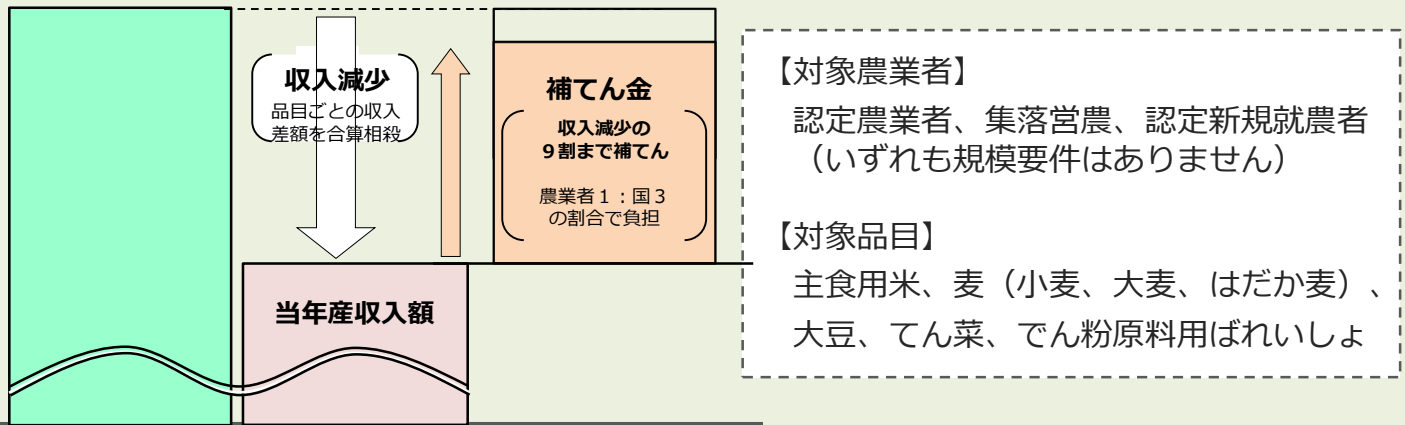 収入減少
品目ごとの収入
差額を合算相殺
補てん金
収入減少の
９割まで補てん
農業者１：国３
の割合で負担
当年産収入額
【対象農業者】
認定農業者、集落営農、認定新規就農者
（いずれも規模要件はありません）
【対象品目】
主食用米、麦（小麦、大麦、はだか麦）、
大豆、てん菜、でん粉原料用ばれいしょ